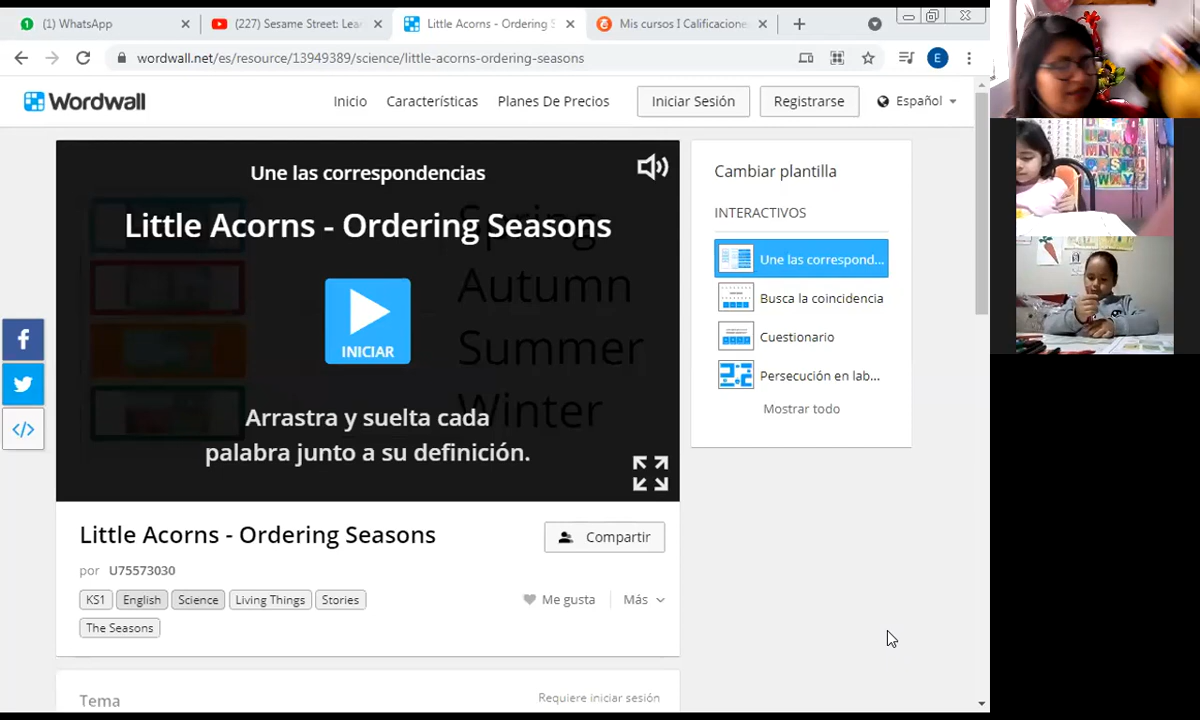 (1) WhatsApp
(227) Sesame Street: Lea
Little Acorns - Ordering S
Mis cursos I Calificacione
wordwall.net/es/resource/13949389/science/little-acorns-ordering-seasons
E
Wordwall
Inicio
Características
Planes De Precios
Iniciar Sesión
Registrarse
Español
Une las correspondencias
Little Acorns - Ordering Seasons
Spring
Autumn
Summer
Winter
INICIAR
Arrastra y suelta cada
palabra junto a su definición.
Cambiar plantilla
INTERACTIVOS
Une las correspond...
Busca la coincidencia
Cuestionario
Persecución en lab...
Mostrar todo
Little Acorns - Ordering Seasons
Compartir
por U75573030
KS1
English
Science
Living Things
Stories
The Seasons
Me gusta
Más
Tema
Requiere iniciar sesión